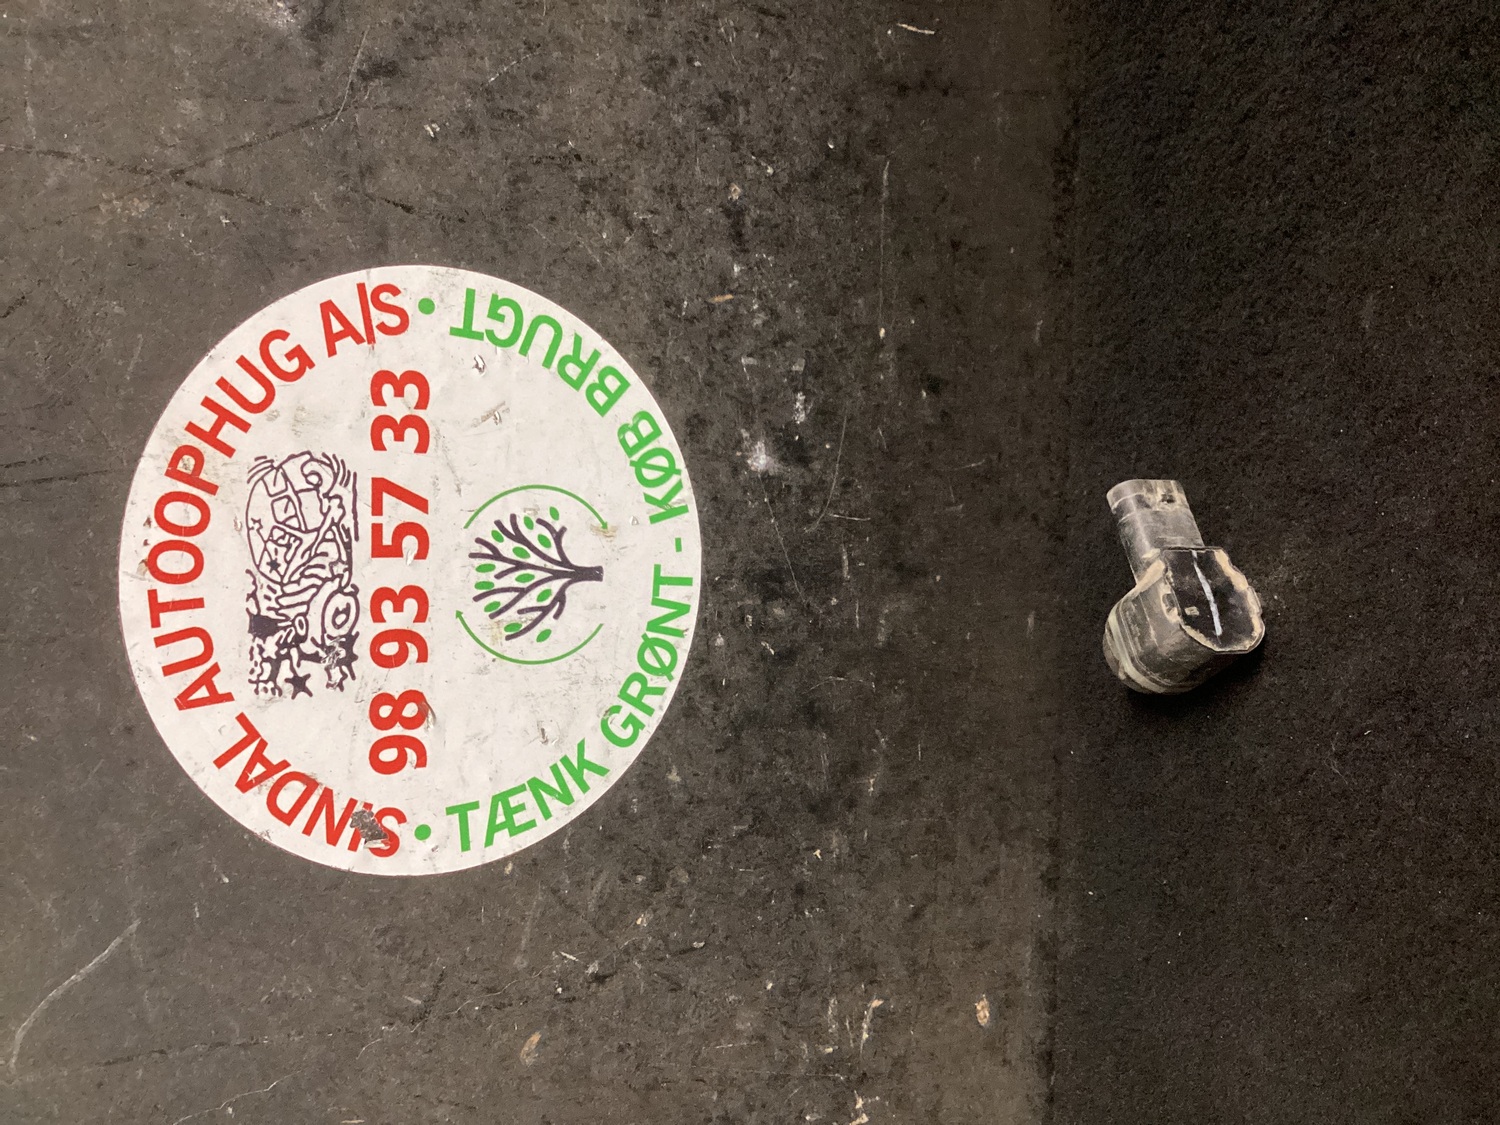 SINDAL AUTOOPHUG A/S
98 93 57 33
• TÆNK GRØNT - KØB BRUGT •